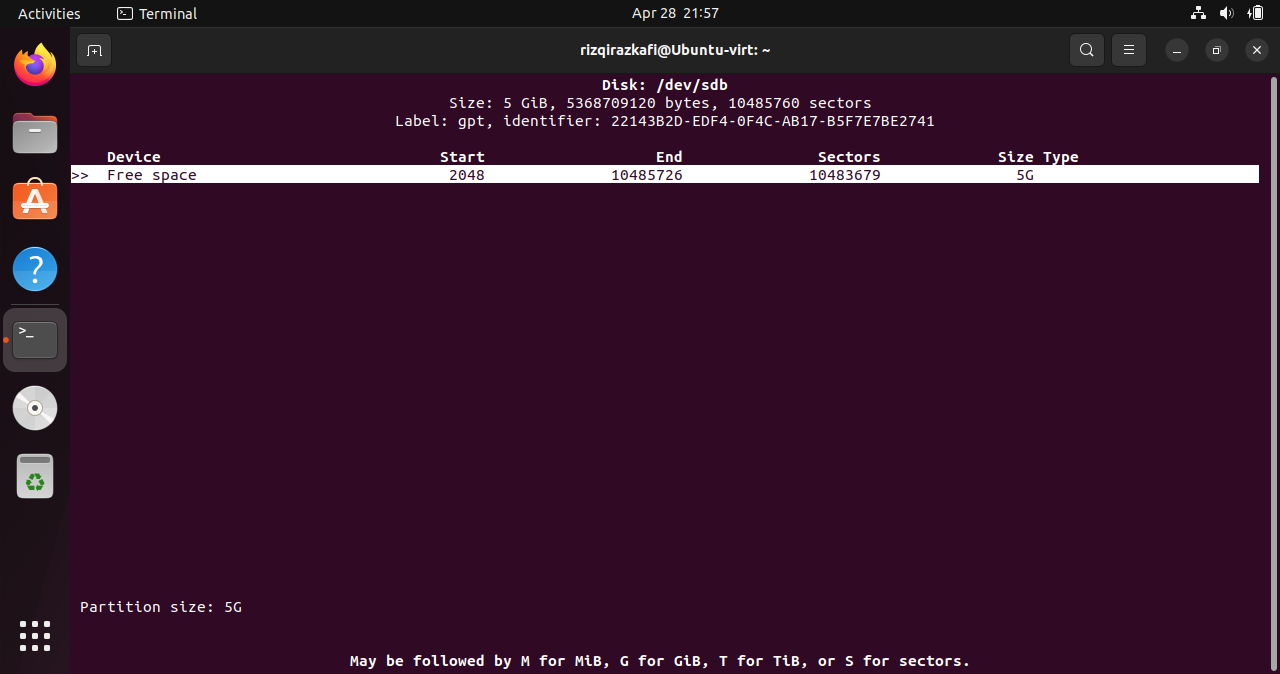 Activities Terminal Apr 28 21:57
rizqirazkafi@Ubuntu-virt: ~
Disk: /dev/sdb
Size: 5 GiB, 5368709120 bytes, 10485760 sectors
Label: gpt, identifier: 22143B2D-EDF4-0F4C-AB17-B5F7E7BE2741
Device Start End Sectors Size Type
>> Free space 2048 10485726 10483679 5G
Partition size: 5G
May be followed by M for MiB, G for GiB, T for TiB, or S for sectors.